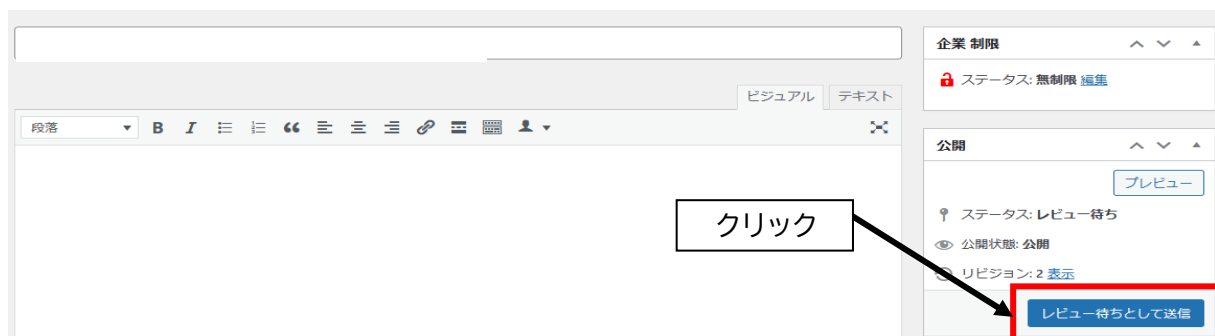 企業 制限
ステータス: 無制限 編集
ビジュアル テキスト
段落 B I
公開
プレビュー
ステータス: レビュー待ち
クリック
公開状態: 公開
リビジョン: 2 表示
レビュー待ちとして送信